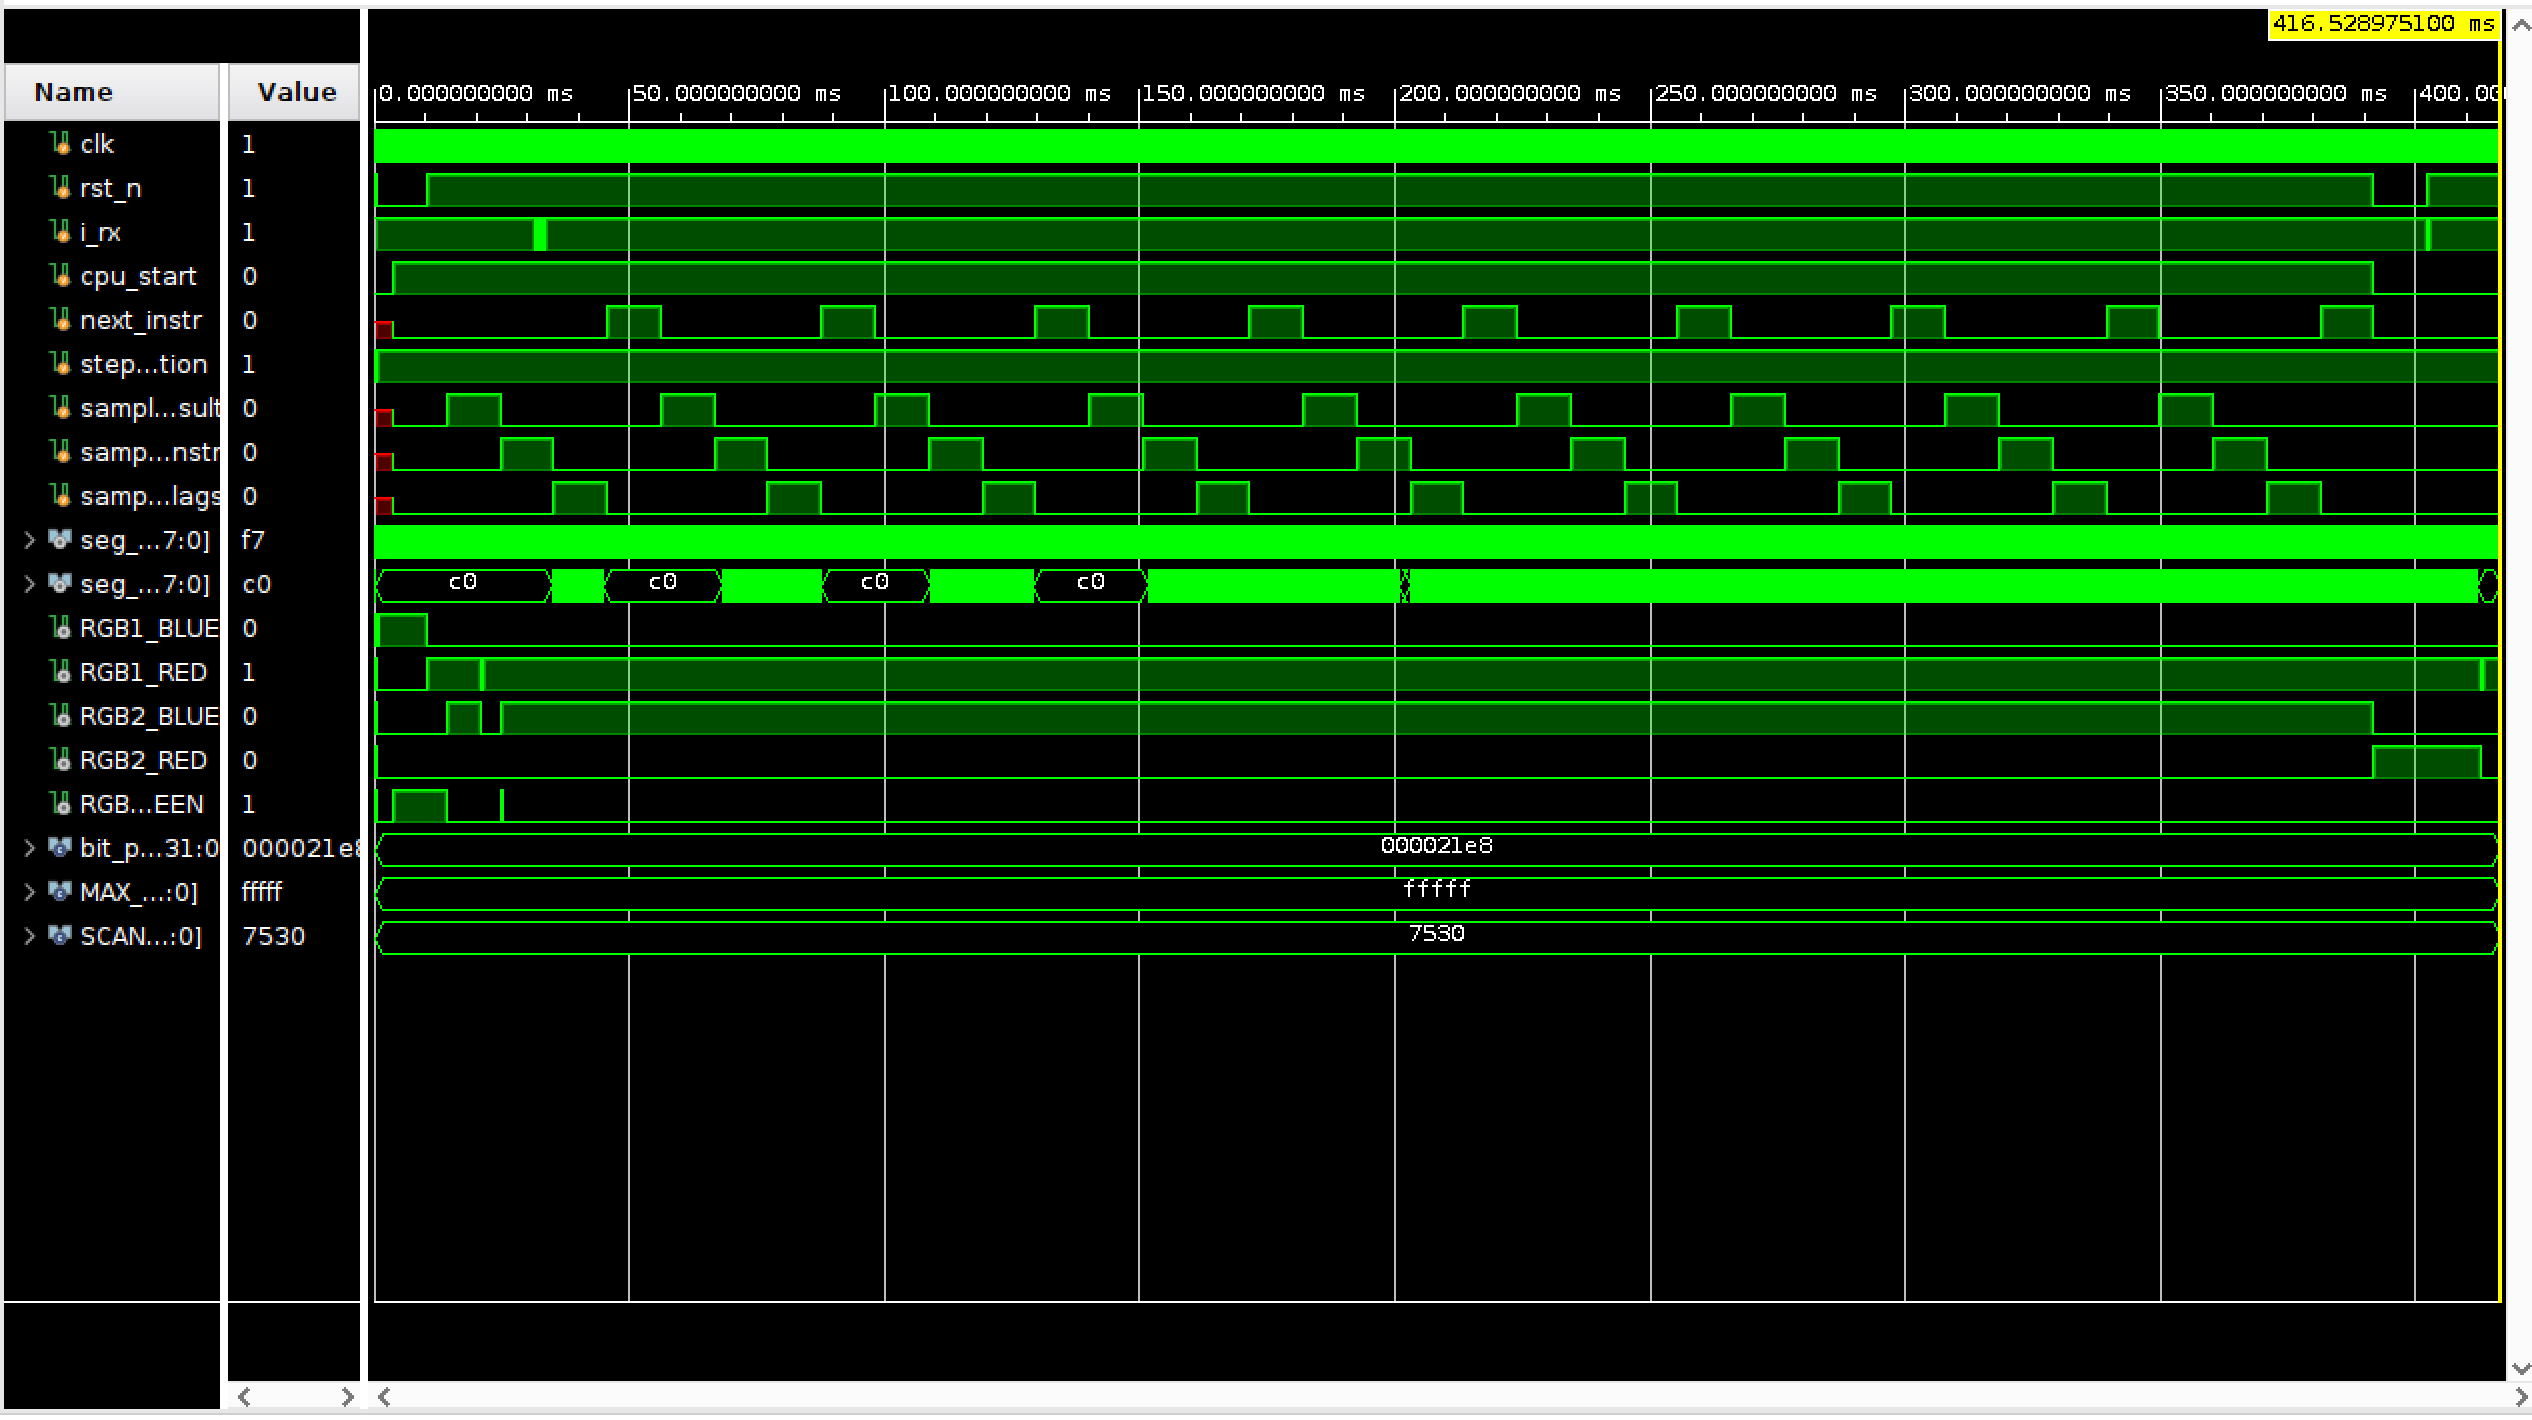 416.528975100 ms
Name Value 0.000000000 ms 50.000000000 ms 100.000000000 ms 150.000000000 ms 200.000000000 ms 250.000000000 ms 300.000000000 ms 350.000000000 ms 400.00
clk 1
rst_n 1
i_rx 1
cpu_start 0
next_instr 0
step...tion 1
sampl...sult 0
samp...nstr 0
samp...lags 0
seg_...7:0] f7
seg_...7:0] c0 c0 c0 c0 c0
RGB1_BLUE 0
RGB1_RED 1
RGB2_BLUE 0
RGB2_RED 0
RGB...EEN 1
bit_p...31:0 000021e8 000021e8
MAX_...:0] fffff fffff
SCAN...:0] 7530 7530